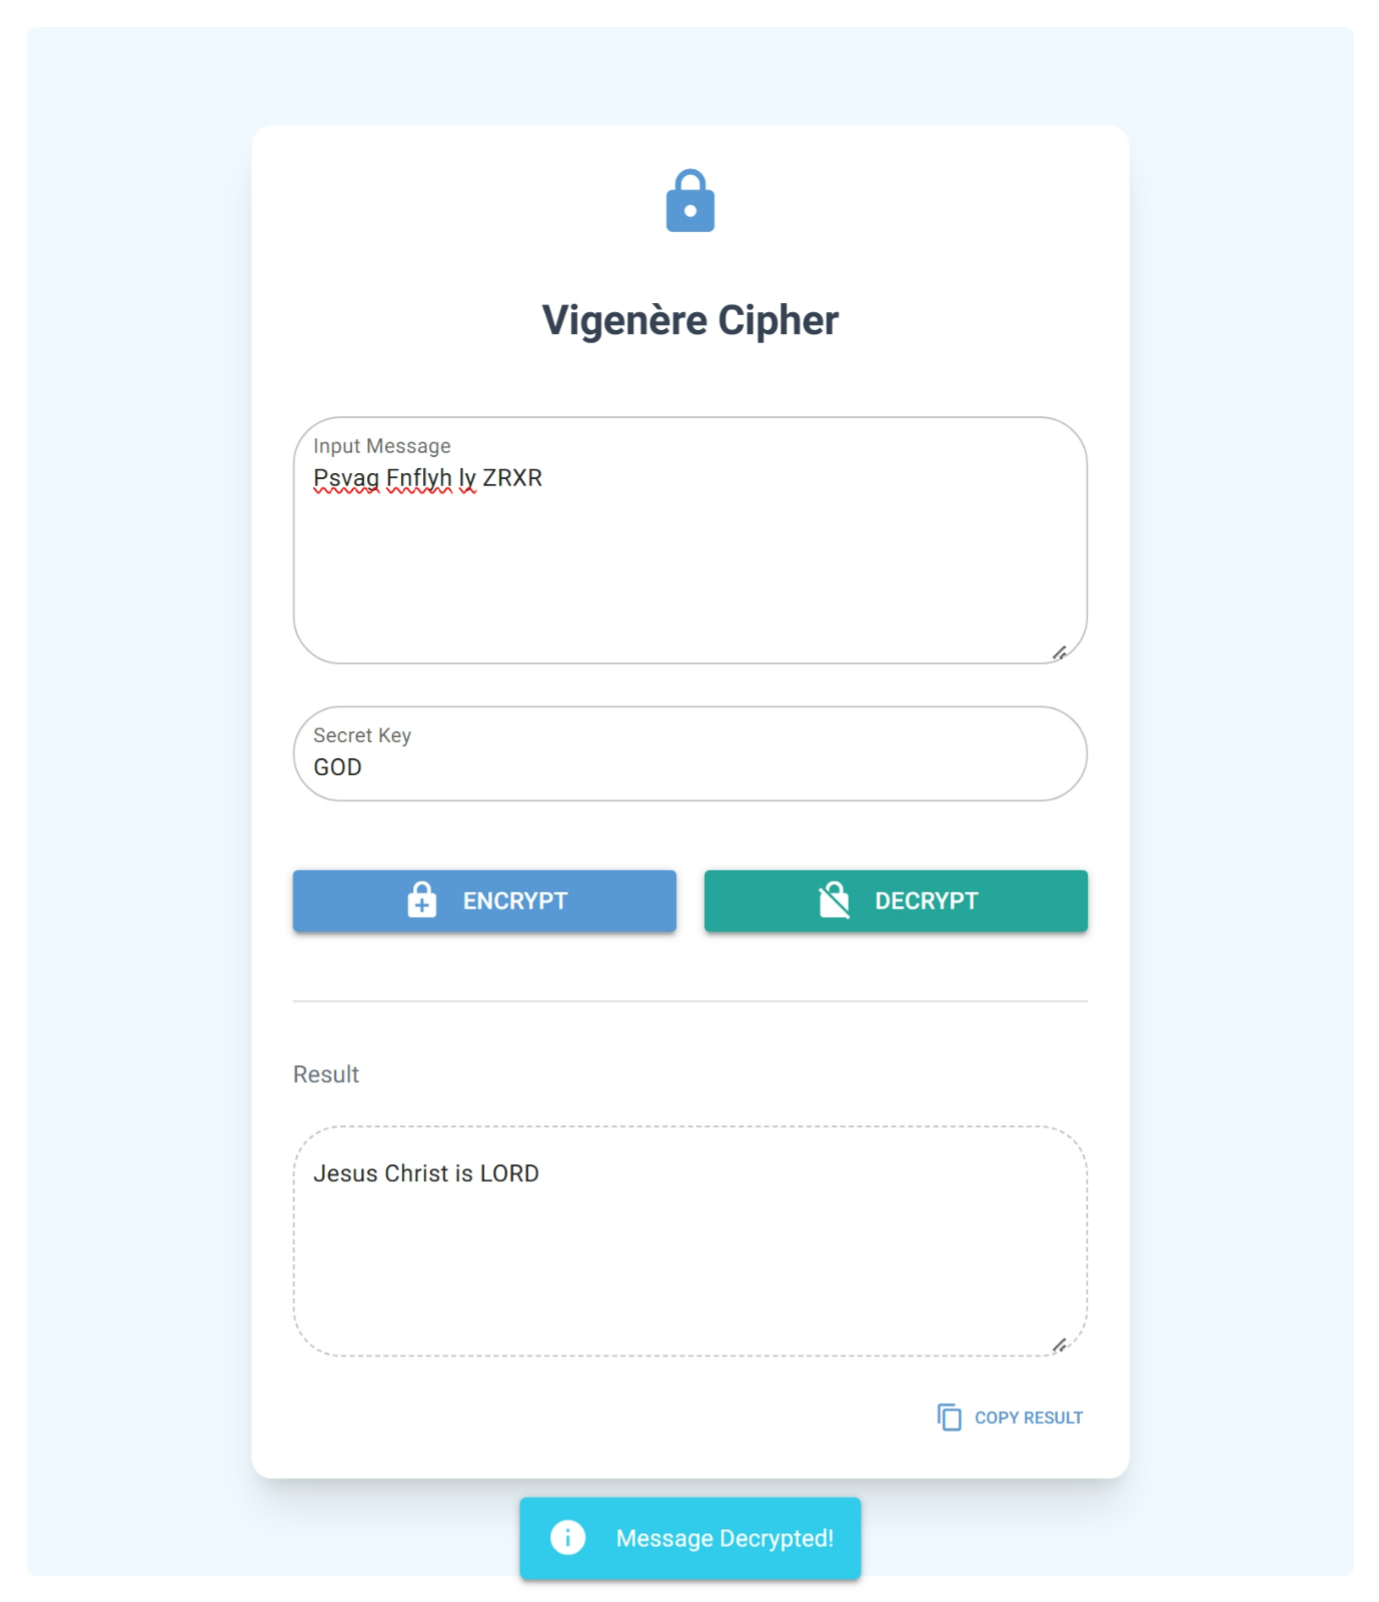 Vigenère Cipher
Input Message
Psvag Fnflyh ly ZRXR
Secret Key
GOD
ENCRYPT
DECRYPT
Result
Jesus Christ is LORD
COPY RESULT
Message Decrypted!